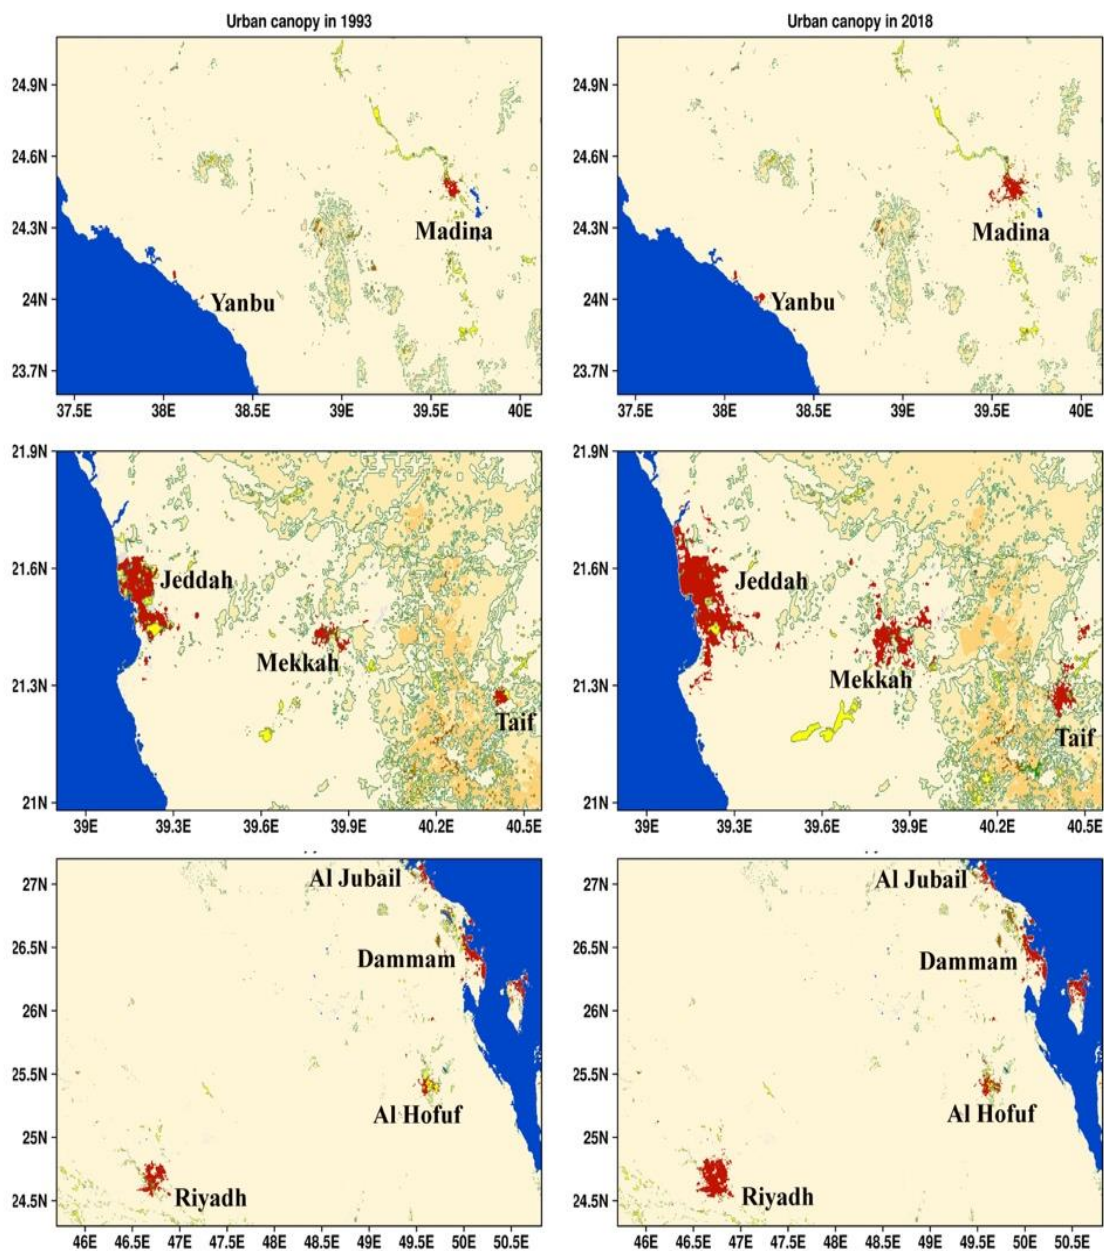 Urban canopy in 1993
Urban canopy in 2018
24.9N
24.6N
24.3N
24N
23.7N
Madina
Yanbu
37.5E 38E 38.5E 39E 39.5E 40E
24.9N
24.6N
24.3N
24N
23.7N
Madina
Yanbu
37.5E 38E 38.5E 39E 39.5E 40E
21.9N
21.6N
21.3N
21N
Jeddah
Mekkah
Taif
39E 39.3E 39.6E 39.9E 40.2E 40.5E
21.9N
21.6N
21.3N
21N
Jeddah
Mekkah
Taif
39E 39.3E 39.6E 39.9E 40.2E 40.5E
27N
26.5N
26N
25.5N
25N
24.5N
Al Jubail
Dammam
Al Hofuf
Riyadh
46E 46.5E 47E 47.5E 48E 48.5E 49E 49.5E 50E 50.5E
27N
26.5N
26N
25.5N
25N
24.5N
Al Jubail
Dammam
Al Hofuf
Riyadh
46E 46.5E 47E 47.5E 48E 48.5E 49E 49.5E 50E 50.5E